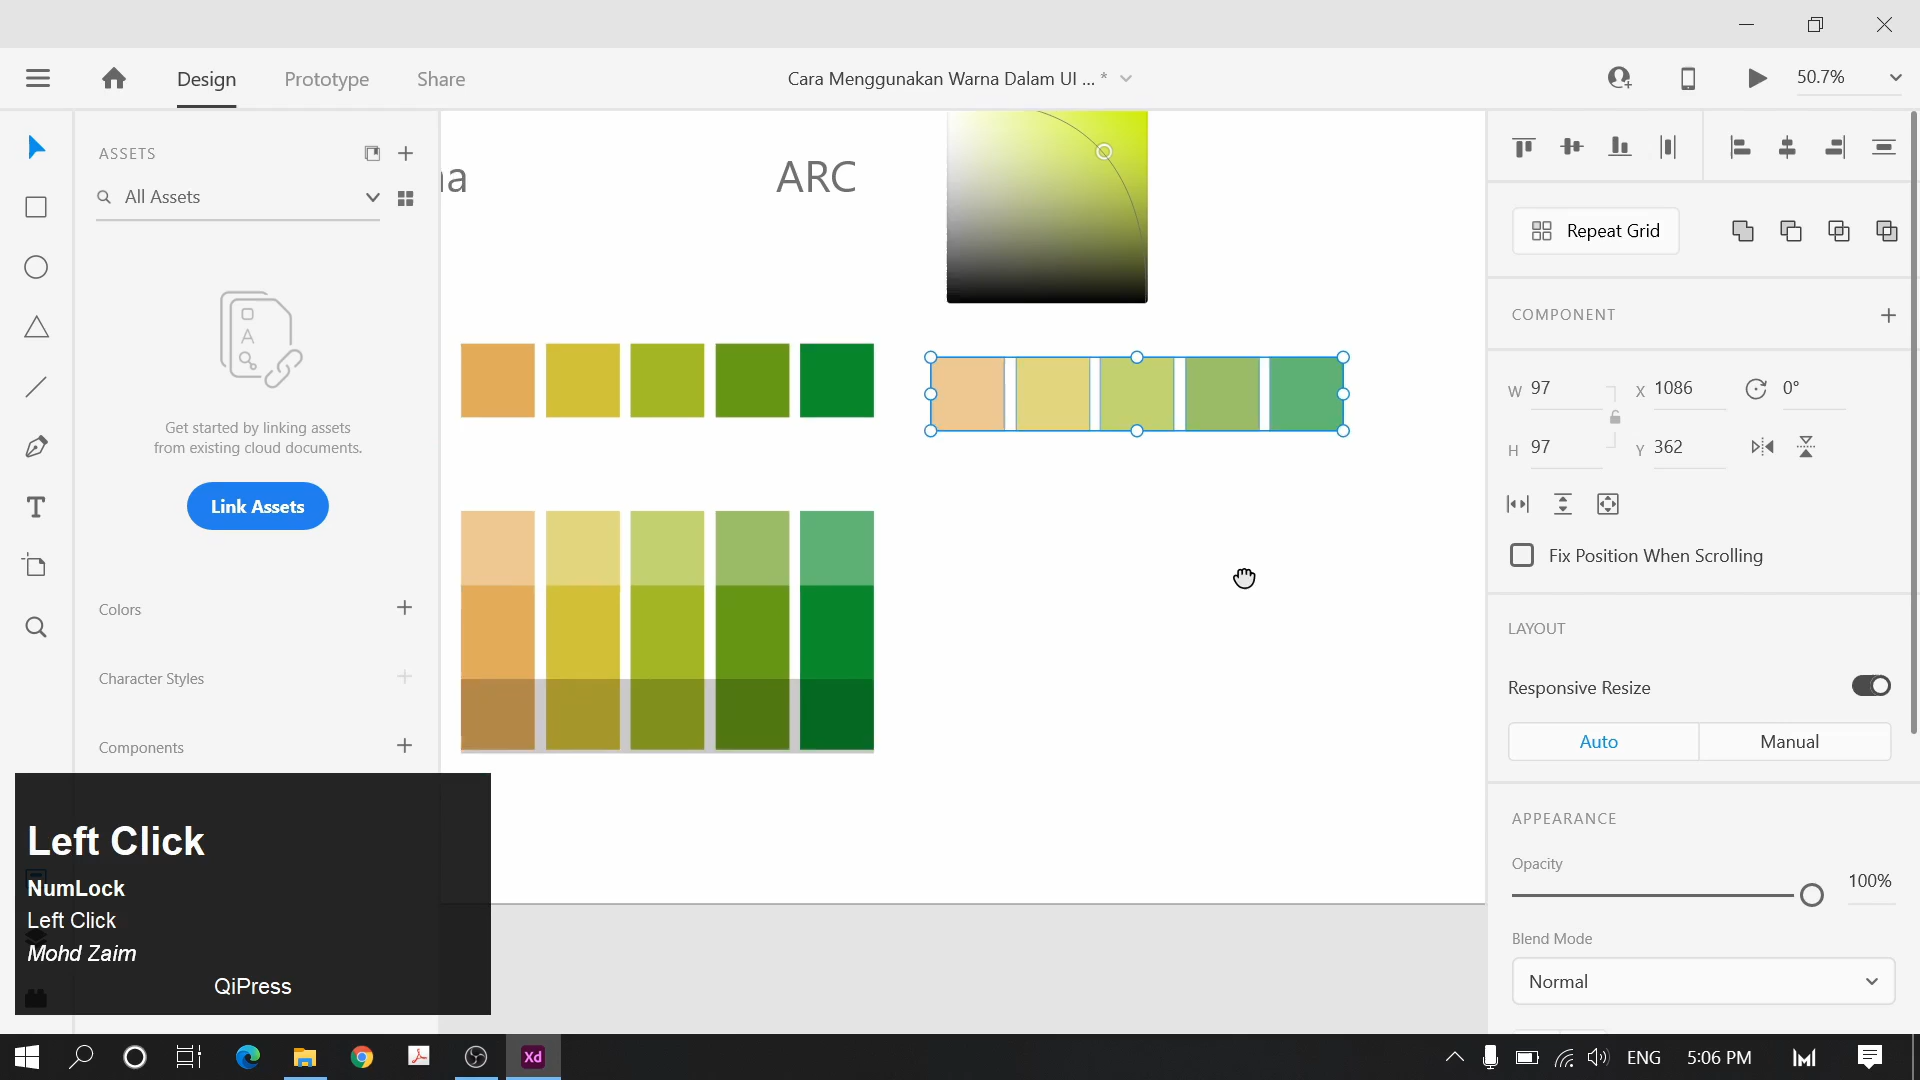 Design
Prototype
Share
Cara Menggunakan Warna Dalam UI ... *
50.7%
ASSETS
All Assets
na
ARC
Repeat Grid
COMPONENT
W 97
X 1086
0°
H 97
Y 362
Get started by linking assets
from existing cloud documents.
Link Assets
Fix Position When Scrolling
Colors
LAYOUT
Character Styles
Responsive Resize
Components
Auto
Manual
APPEARANCE
Left Click
NumLock
Left Click
Mohd Zaim
QiPress
Opacity
100%
Blend Mode
Normal
Xd
ENG
5:06 PM